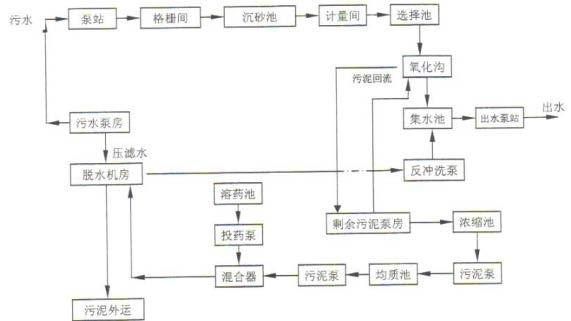 污水
泵站
格栅间
沉砂池
计量间
选择池
污泥回流
氧化沟
污水泵房
集水池
出水泵站
出水
压滤水
脱水机房
反冲洗泵
溶药池
投药泵
剩余污泥泵房
浓缩池
混合器
污泥泵
均质池
污泥泵
污泥外运